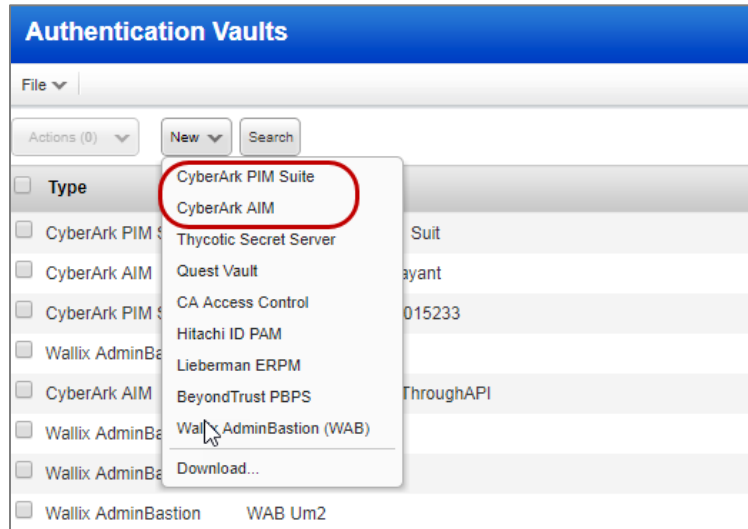 Authentication Vaults
File
Actions (0) New Search
Type
CyberArk PIM Suite
CyberArk AIM
Thycotic Secret Server
Quest Vault
CA Access Control
Hitachi ID PAM
Lieberman ERPM
BeyondTrust PBPS
Wallix AdminBastion (WAB)
Download...
CyberArk PIM S Suit
CyberArk AIM ayant
CyberArk PIM S 015233
Wallix AdminBa
CyberArk AIM ThroughAPI
Wallix AdminBa
Wallix AdminBa
Wallix AdminBastion WAB Um2